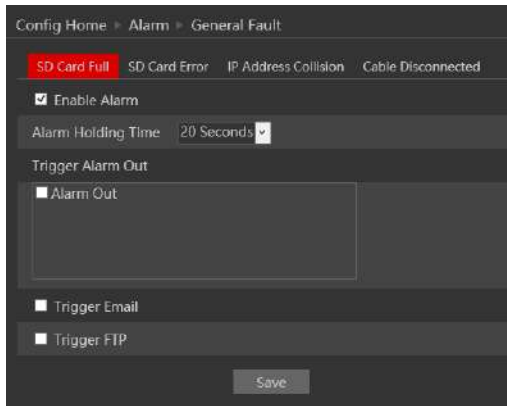 Config Home ▶ Alarm ▶ General Fault
SD Card Full SD Card Error IP Address Collision Cable Disconnected
Enable Alarm
Alarm Holding Time 20 Seconds
Trigger Alarm Out
Alarm Out
Trigger Email
Trigger FTP
Save